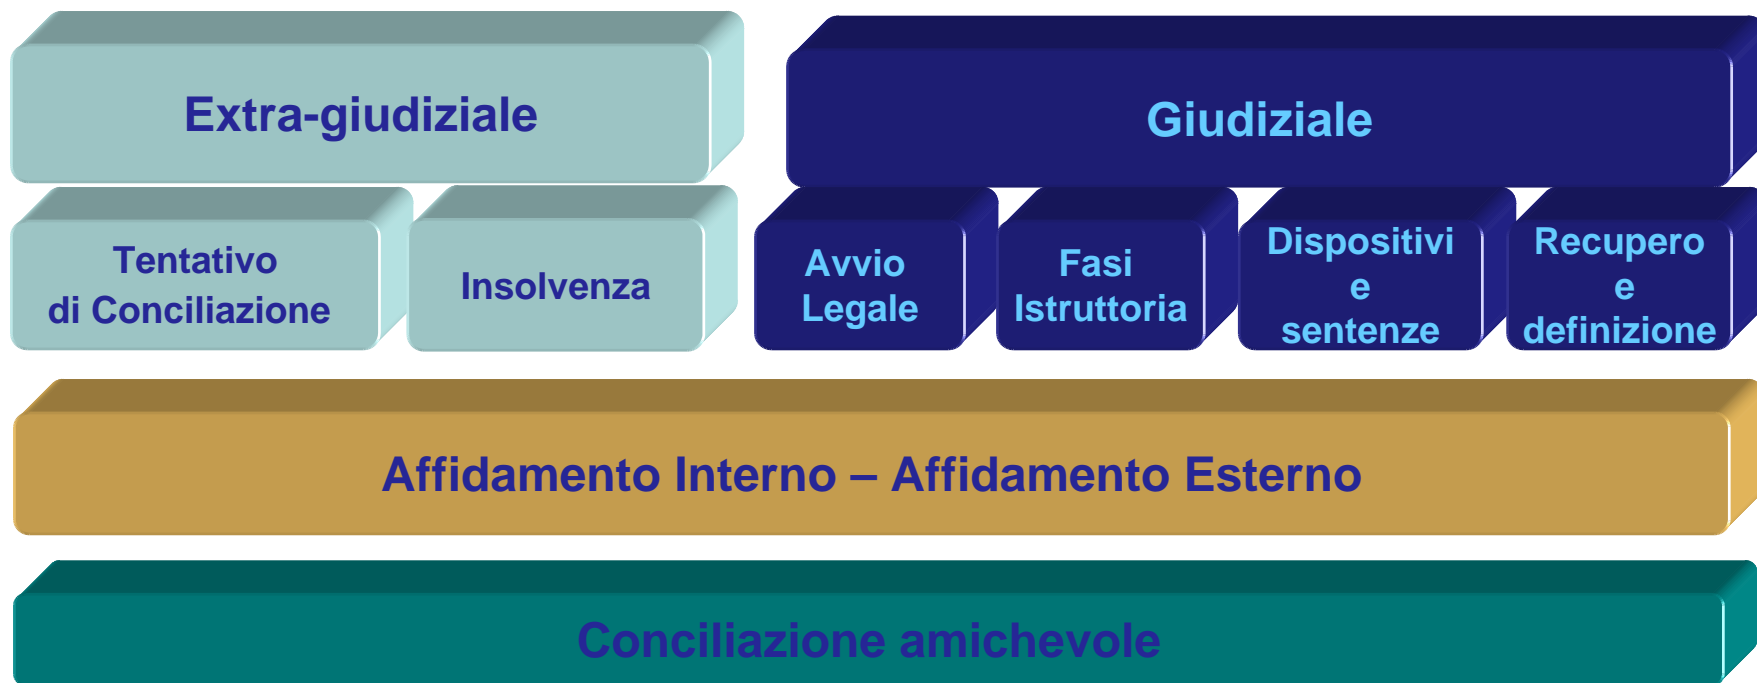 Extra-giudiziale
Giudiziale
Tentativo
di Conciliazione
Insolvenza
Avvio
Legale
Fasi
Istruttoria
Dispositivi
e
sentenze
Recupero
e
definizione
Affidamento Interno – Affidamento Esterno
Conciliazione amichevole